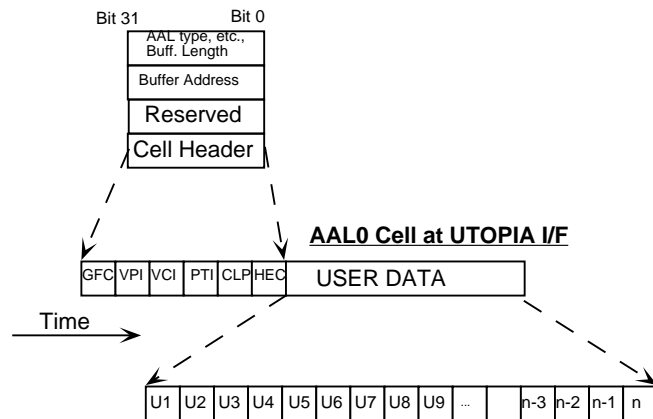 Bit 31 Bit 0
AAL type, etc.,
Buff. Length
Buffer Address
Reserved
Cell Header
AAL0 Cell at UTOPIA I/F
GFC VPI VCI PTI CLP HEC USER DATA
Time
U1 U2 U3 U4 U5 U6 U7 U8 U9 ... n-3 n-2 n-1 n